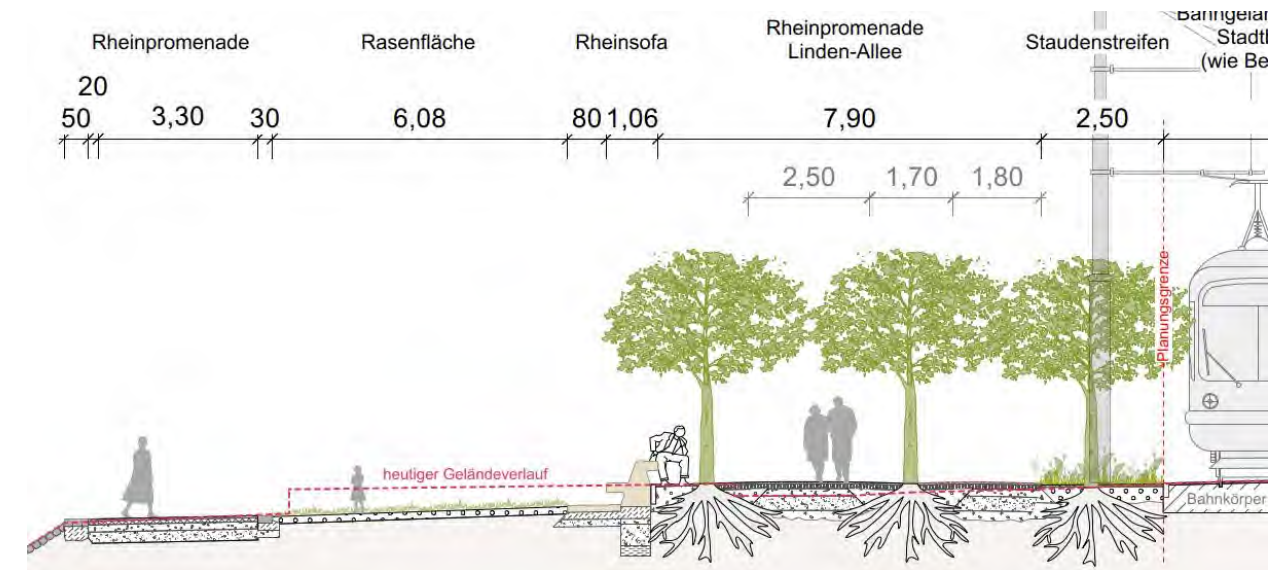 Rheinpromenade
Rasenfläche
Rheinsofa
Rheinpromenade
Linden-Allee
Staudenstreifen
(wie Be
20
50 3,30 30 6,08 80 1,06 7,90 2,50
2,50 1,70 1,80
Planungsgrenze
heutiger Geländeverlauf
Bahnkörper